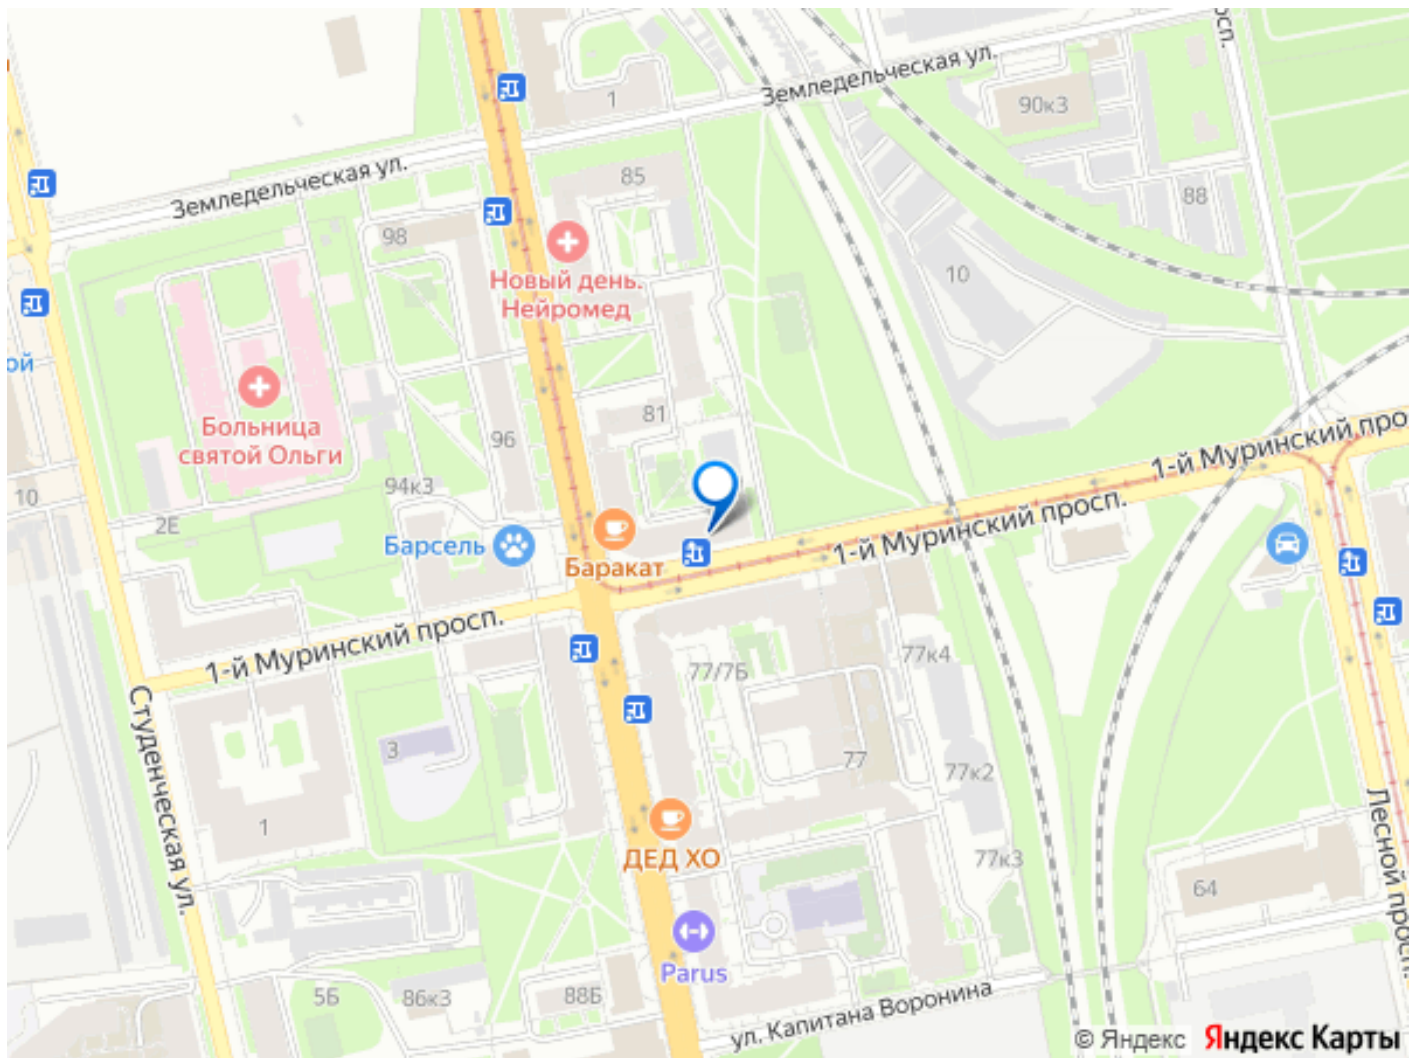 просп.
Земледельческая ул.
1
90к3
Земледельческая ул.
85
88
98
10
Новый день.
Нейромед
ой
81
Больница
святой Ольги
96
1-й Муринский про
94к3
10
2Е
Барсель
Баракат
1-й Муринский просп.
1-й Муринский просп.
77/7Б
77к4
Студенческая ул.
3
77
77к2
1
ДЕД ХО
77к3
Лесной просп.
64
Parus
5Б
86к3
88Б
ул. Капитана Воронина
© Яндекс Яндекс Карты